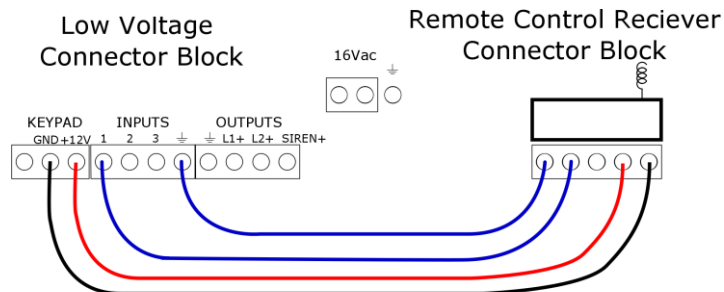 Low Voltage
Connector Block
Remote Control Reciever
Connector Block
16Vac
KEYPAD INPUTS OUTPUTS
GND +12V 1 2 3 L1+ L2+ SIREN+